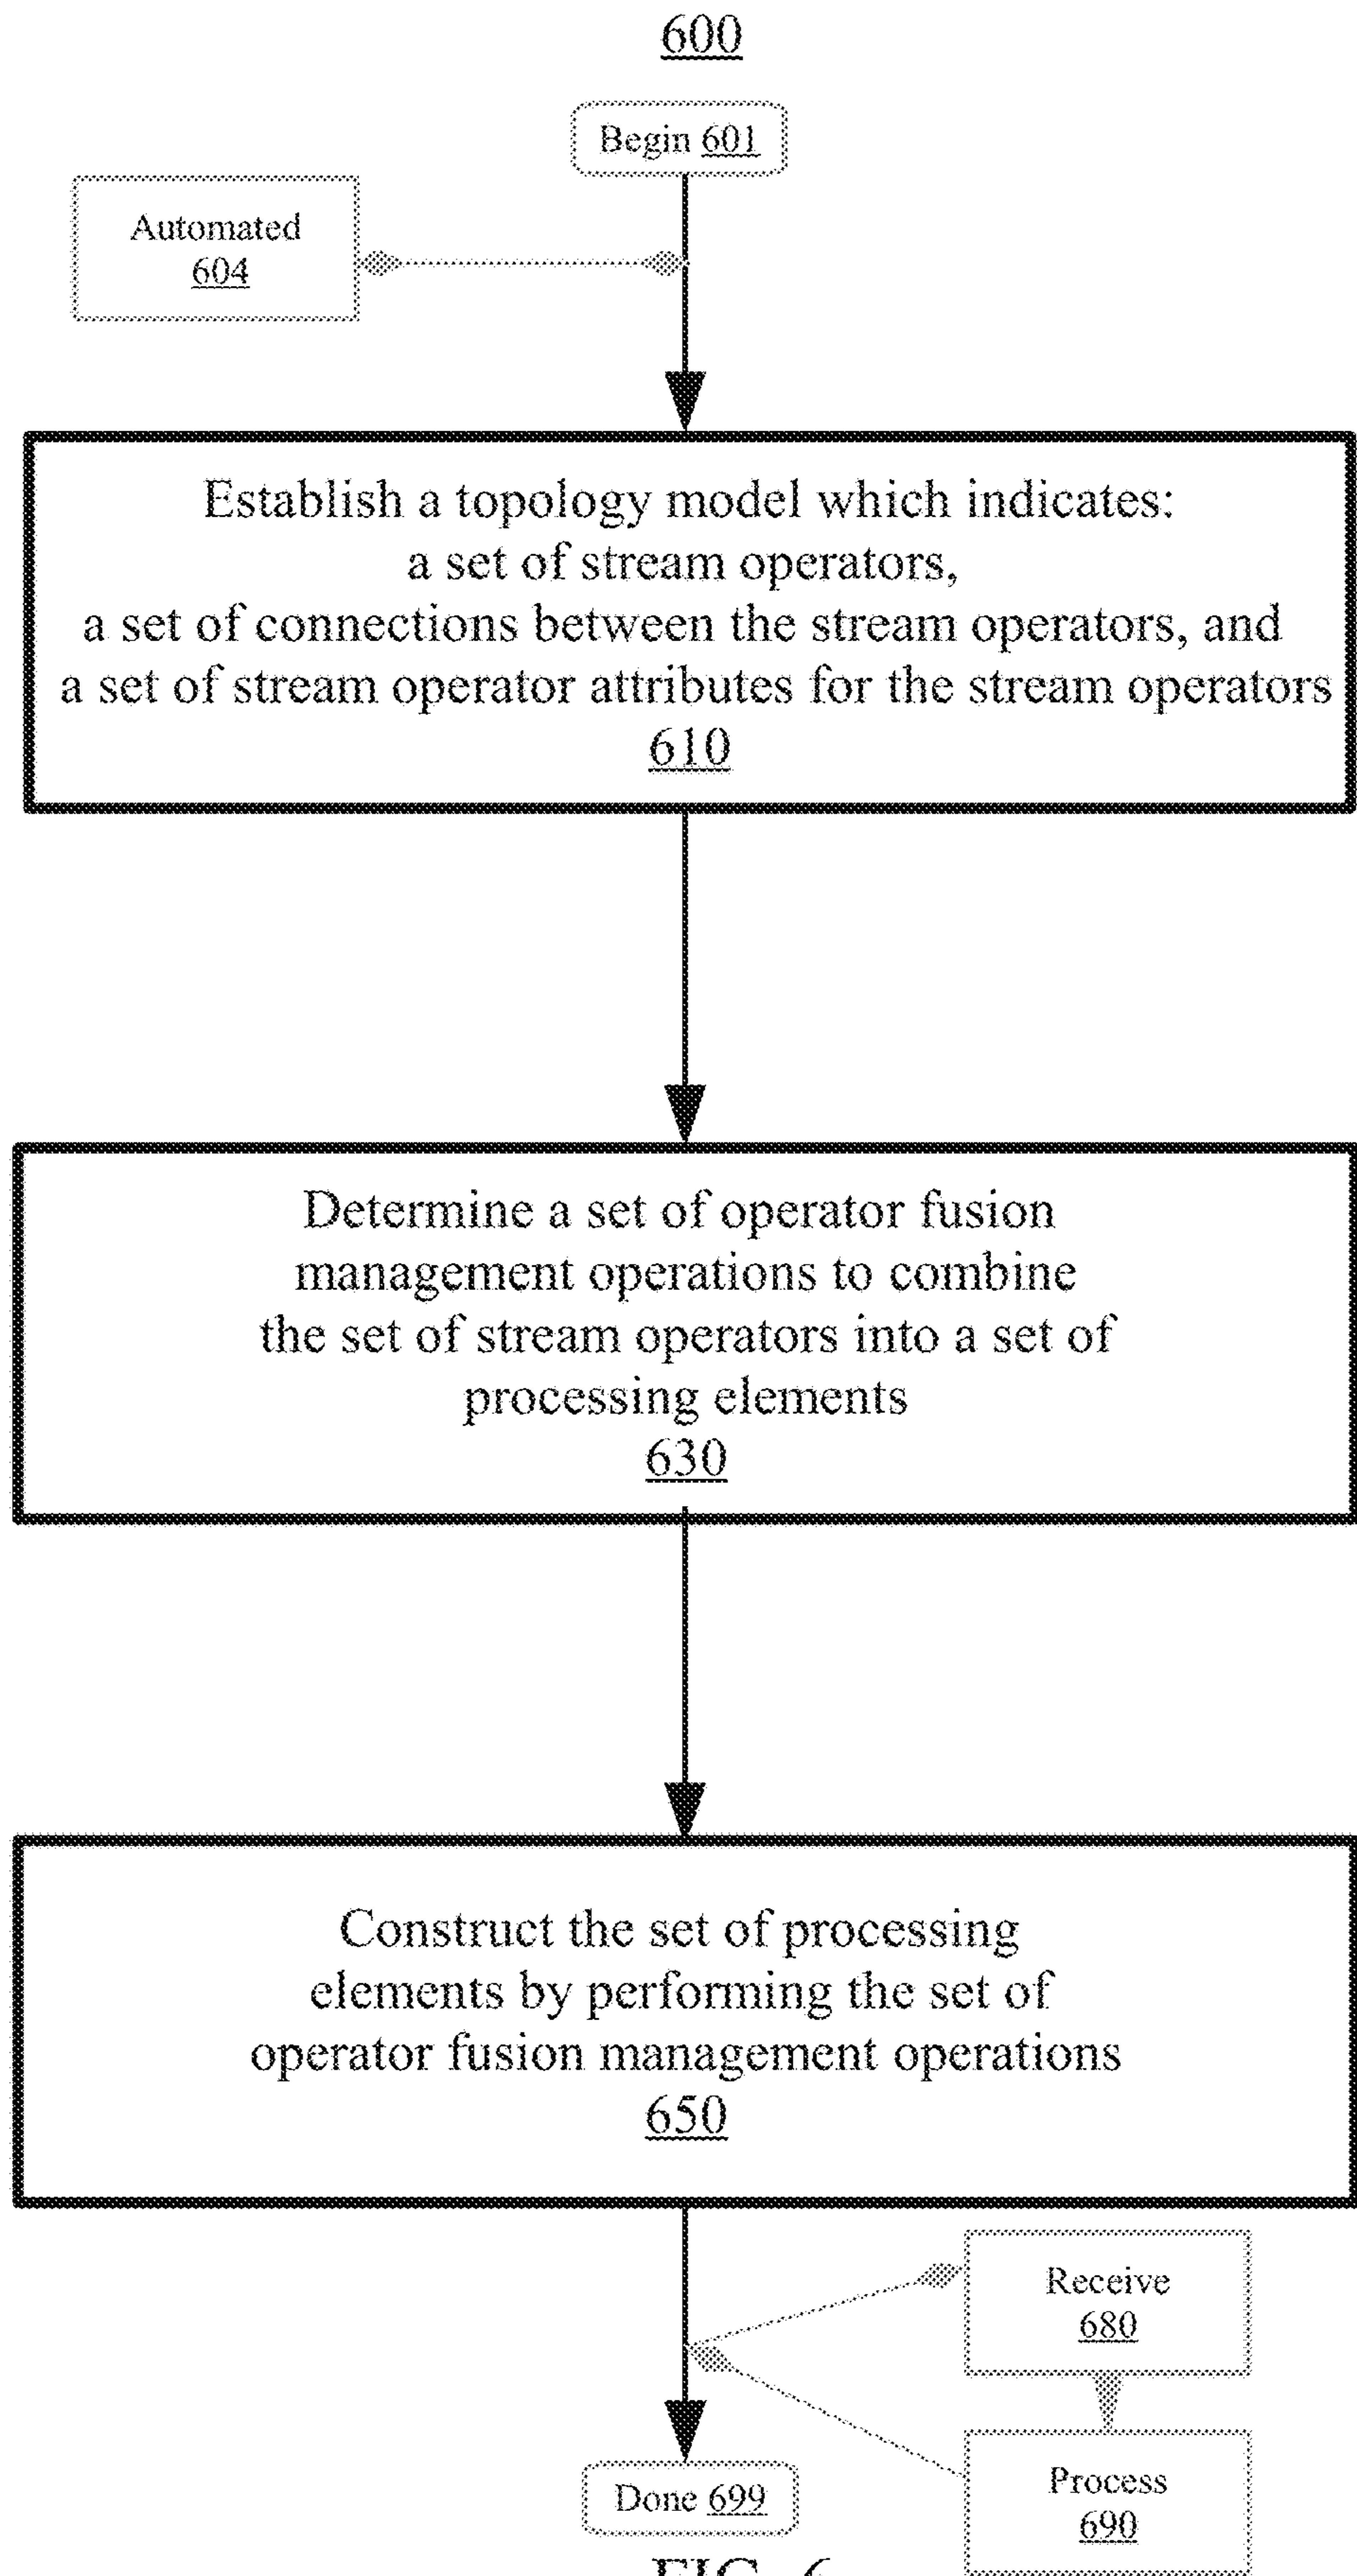 600
Begin 601
Automated
604
Establish a topology model which indicates:
a set of stream operators,
a set of connections between the stream operators, and
a set of stream operator attributes for the stream operators
610
Determine a set of operator fusion
management operations to combine
the set of stream operators into a set of
processing elements
630
Construct the set of processing
elements by performing the set of
operator fusion management operations
650
Receive
680
Process
690
Done 699
FIG. 6